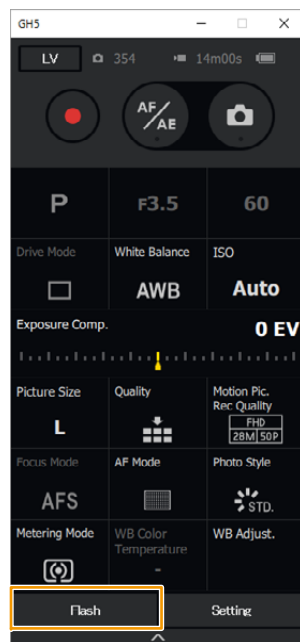 GH5
LV 354 14m00s
AF/AE
P F3.5 60
Drive Mode White Balance ISO
AWB Auto
Exposure Comp. 0 EV
Picture Size Quality Motion Pic.
Rec Quality
L FHD
28M 50P
Focus Mode AF Mode Photo Style
AFS STD.
Metering Mode WB Color
Temperature WB Adjust.
-
Flash Setting